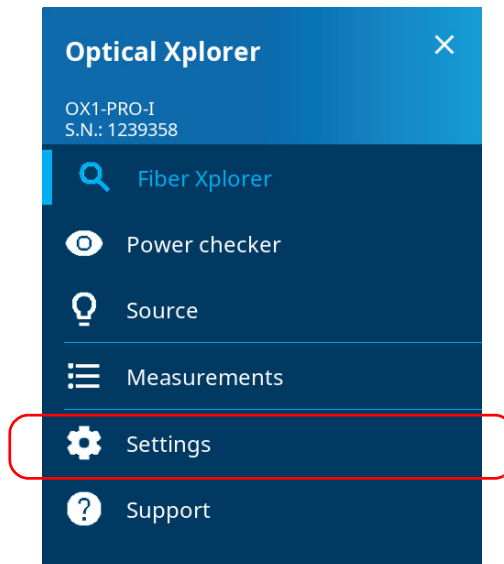 Optical Xplorer
OX1-PRO-I
S.N.: 1239358
Fiber Xplorer
Power checker
Source
Measurements
Settings
Support